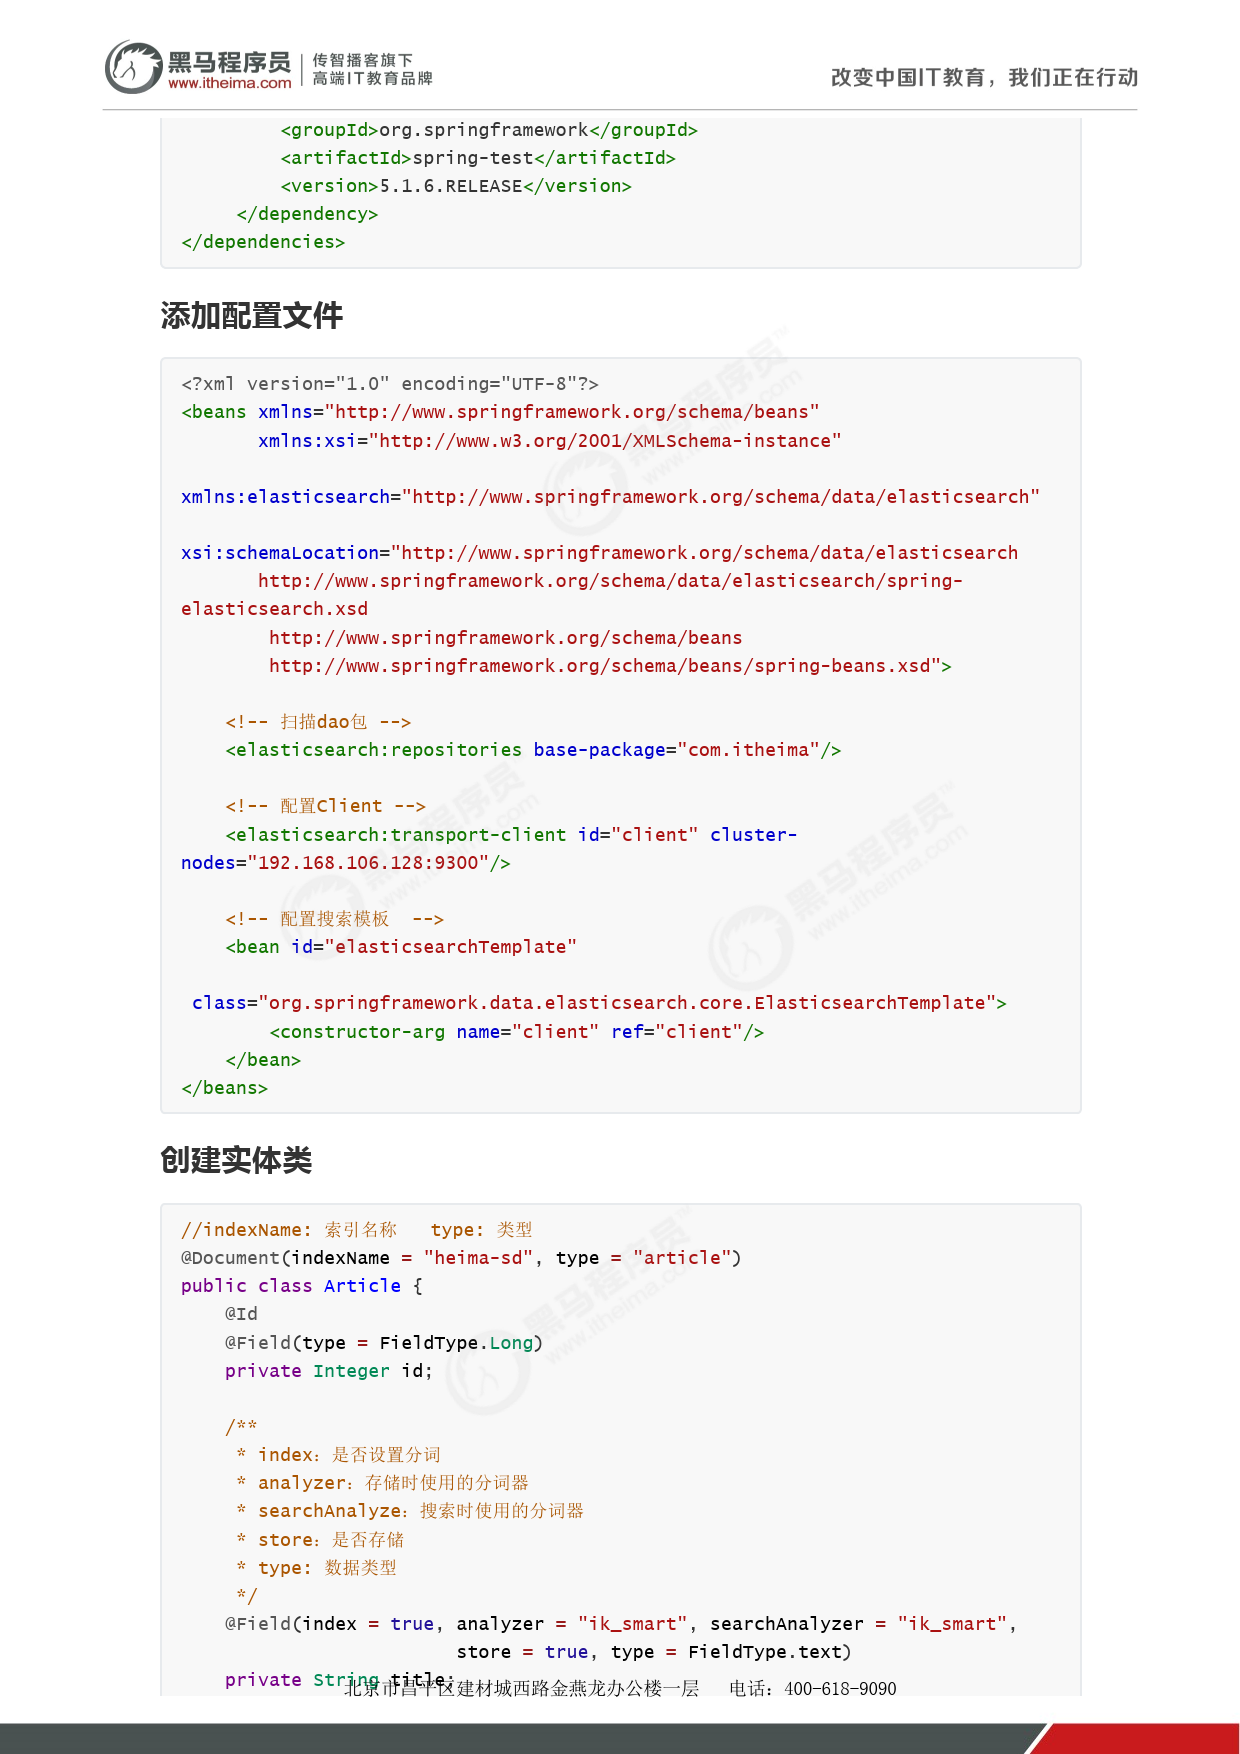 黑马程序员
www.itheima.com
传智播客旗下
高端IT教育品牌
改变中国IT教育，我们正在行动
<groupId>org.springframework</groupId>
<artifactId>spring-test</artifactId>
<version>5.1.6.RELEASE</version>
</dependency>
</dependencies>
添加配置文件
<?xml version="1.0" encoding="UTF-8"?>
<beans xmlns="http://www.springframework.org/schema/beans"
xmlns:xsi="http://www.w3.org/2001/XMLSchema-instance"
xmlns:elasticsearch="http://www.springframework.org/schema/data/elasticsearch"
xsi:schemaLocation="http://www.springframework.org/schema/data/elasticsearch
http://www.springframework.org/schema/data/elasticsearch/spring-
elasticsearch.xsd
http://www.springframework.org/schema/beans
http://www.springframework.org/schema/beans/spring-beans.xsd">
<!-- 扫描dao包 -->
<elasticsearch:repositories base-package="com.itheima"/>
<!-- 配置Client -->
<elasticsearch:transport-client id="client" cluster-
nodes="192.168.106.128:9300"/>
<!-- 配置搜索模板  -->
<bean id="elasticsearchTemplate"
class="org.springframework.data.elasticsearch.core.ElasticsearchTemplate">
<constructor-arg name="client" ref="client"/>
</bean>
</beans>
创建实体类
//indexName: 索引名称   type: 类型
@Document(indexName = "heima-sd", type = "article")
public class Article {
@Id
@Field(type = FieldType.Long)
private Integer id;
/**
* index：是否设置分词
* analyzer：存储时使用的分词器
* searchAnalyze：搜索时使用的分词器
* store：是否存储
* type: 数据类型
*/
@Field(index = true, analyzer = "ik_smart", searchAnalyzer = "ik_smart",
store = true, type = FieldType.text)
private String title;
北京市昌平区建材城西路金燕龙办公楼一层   电话：400-618-9090